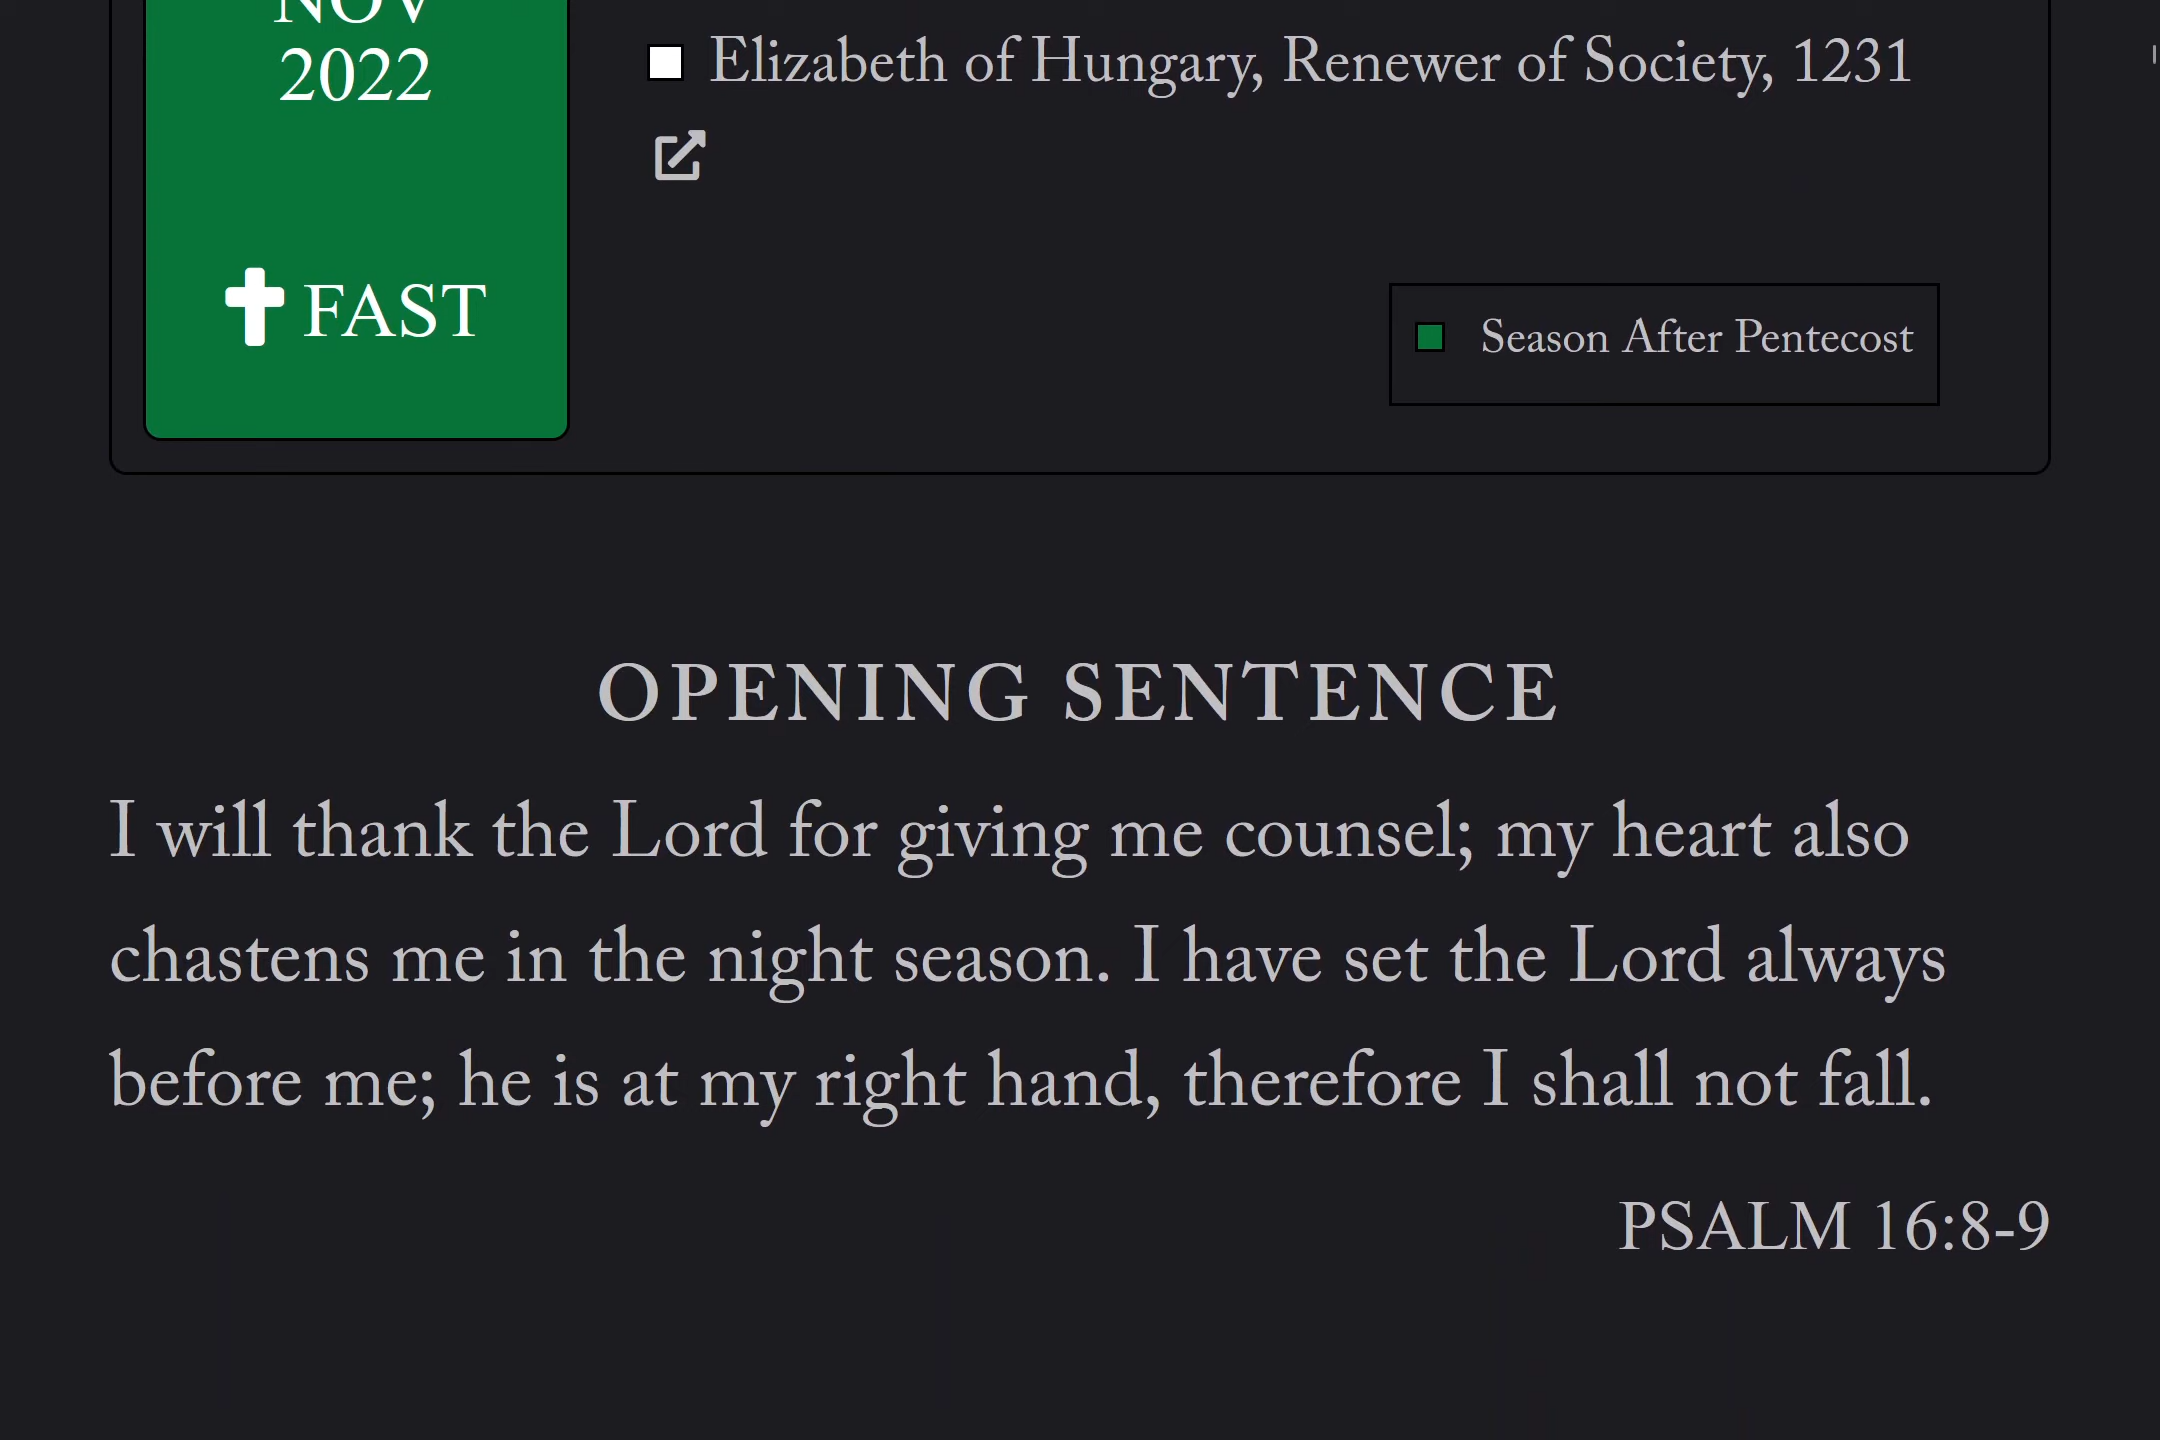 NOV
2022
FAST
Elizabeth of Hungary, Renewer of Society, 1231
Season After Pentecost
OPENING SENTENCE
I will thank the Lord for giving me counsel; my heart also
chastens me in the night season. I have set the Lord always
before me; he is at my right hand, therefore I shall not fall.
PSALM 16:8-9